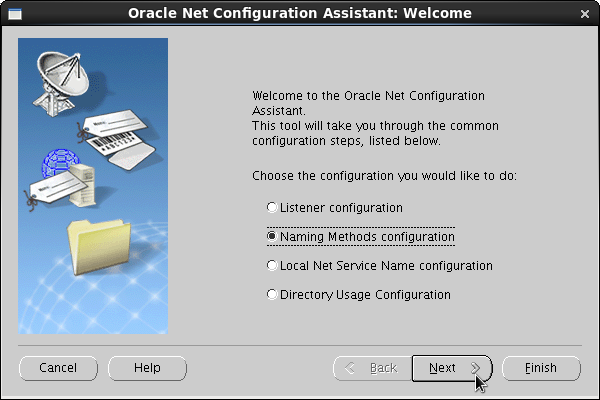 Oracle Net Configuration Assistant: Welcome
Welcome to the Oracle Net Configuration
Assistant.
This tool will take you through the common
configuration steps, listed below.
Choose the configuration you would like to do:
Listener configuration
Naming Methods configuration
Local Net Service Name configuration
Directory Usage Configuration
Cancel
Help
Back
Next
Finish